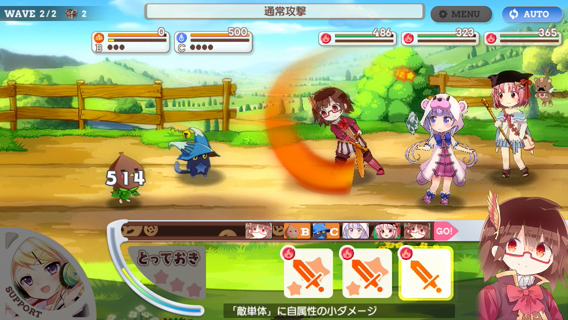 WAVE 2/2 2
通常攻撃
MENU
AUTO
0
B
500
C
486
323
365
514
B
C
GO!
とっておき
SUPPORT
「敵単体」に自属性の小ダメージ